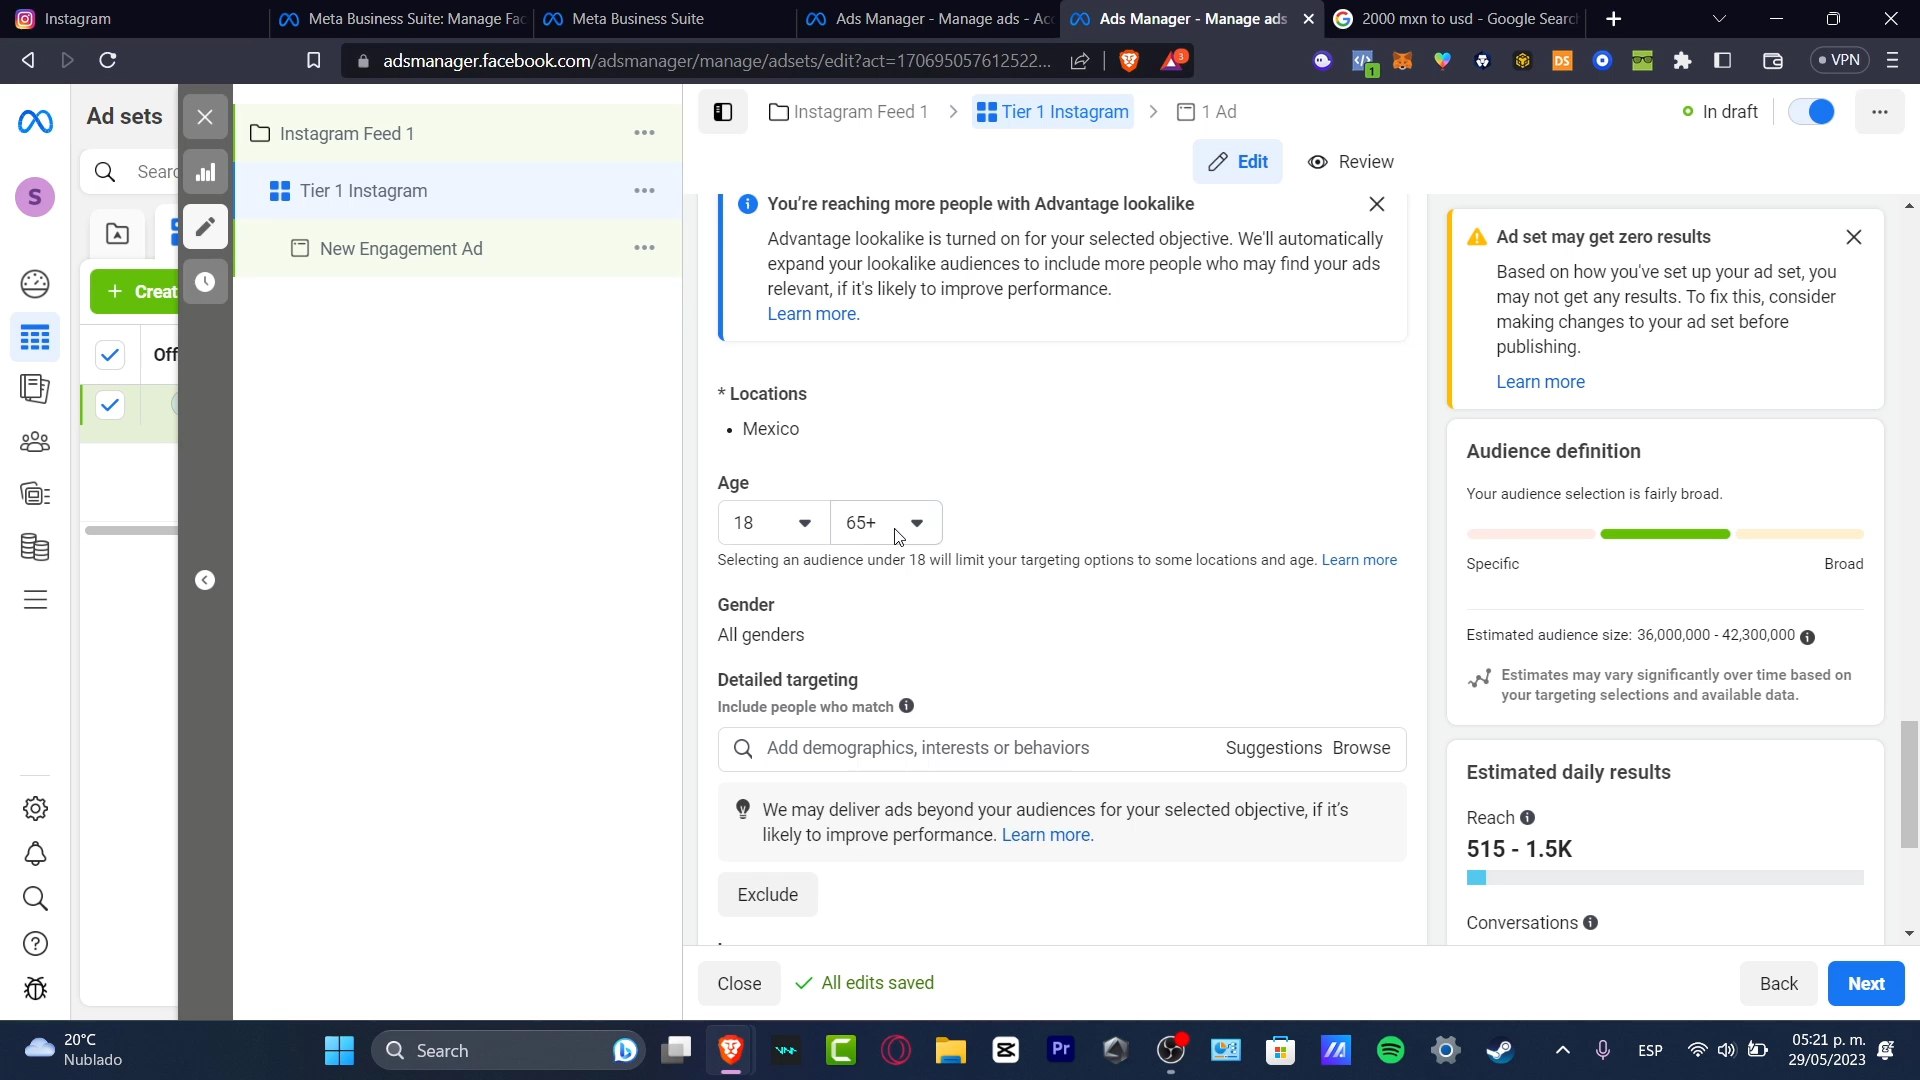 Instagram
Meta Business Suite: Manage Fac
Meta Business Suite
Ads Manager - Manage ads - Acc
Ads Manager - Manage ads
2000 mxn to usd - Google Search
adsmanager.facebook.com/adsmanager/manage/adsets/edit?act=170695057612522...
3
1
DS
VPN
Ad sets
Instagram Feed 1
Instagram Feed 1
Tier 1 Instagram
1 Ad
In draft
S
Searc
Tier 1 Instagram
Edit
Review
New Engagement Ad
+ Creat
Off
You're reaching more people with Advantage lookalike
Advantage lookalike is turned on for your selected objective. We'll automatically
expand your lookalike audiences to include more people who may find your ads
relevant, if it's likely to improve performance.
Learn more.
* Locations
• Mexico
Age
18
65+
Selecting an audience under 18 will limit your targeting options to some locations and age. Learn more
Gender
All genders
Detailed targeting
Include people who match
Add demographics, interests or behaviors
Suggestions
Browse
We may deliver ads beyond your audiences for your selected objective, if it's
likely to improve performance. Learn more.
Exclude
Ad set may get zero results
Based on how you've set up your ad set, you
may not get any results. To fix this, consider
making changes to your ad set before
publishing.
Learn more
Audience definition
Your audience selection is fairly broad.
Specific
Broad
Estimated audience size: 36,000,000 - 42,300,000
Estimates may vary significantly over time based on
your targeting selections and available data.
Estimated daily results
Reach
515 - 1.5K
Conversations
Close
All edits saved
Back
Next
20°C
Nublado
Search
Pr
ESP
05:21 p. m.
29/05/2023